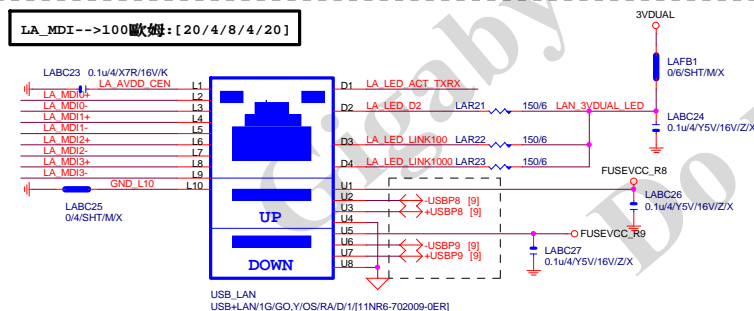 LA_MDI-->100歐姆:[20/4/8/4/20]
3VDUAL
LAFB1
0/6/SHT/M/X
LABC23 0.1u/4/X7R/16V/K
LA_AVDD_CEN L1
LA_MDI0+ L2
LA_MDI0- L3
LA_MDI1+ L4
LA_MDI1- L5
LA_MDI2+ L6
LA_MDI2- L7
LA_MDI3+ L8
LA_MDI3- L9
GND_L10 L10
LABC25
0/4/SHT/M/X
D1 LA_LED_ACT_TXRX
D2 LA_LED_D2 LAR21 150/6 LAN_3VDUAL_LED
D3 LA_LED_LINK100 LAR22 150/6
D4 LA_LED_LINK1000 LAR23 150/6
LABC24
0.1u/4/Y5V/16V/Z/X
FUSEVCC_R8
LABC26
0.1u/4/Y5V/16V/Z/X
U1
U2 -USBP8 [9]
U3 +USBP8 [9]
U4
U5 FUSEVCC_R9
U6 -USBP9 [9]
U7 +USBP9 [9]
U8
LABC27
0.1u/4/Y5V/16V/Z/X
UP
DOWN
USB_LAN
USB+LAN/1G/GO,Y/OS/RA/D/1/[11NR6-702009-0ER]
Gigaby
Do